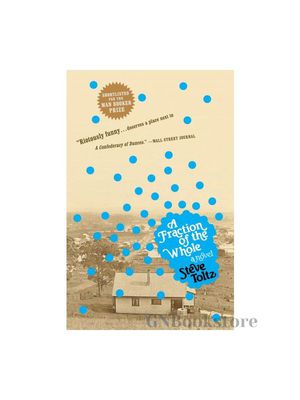 SHORTLISTED
FOR THE
MAN BOOKER
PRIZE
"Riotously funny...deserves a place next to
A Confederacy of Dunces." —WALL STREET JOURNAL
A
Fraction
of the
Whole
a novel
Steve
Toltz
GNBookstore